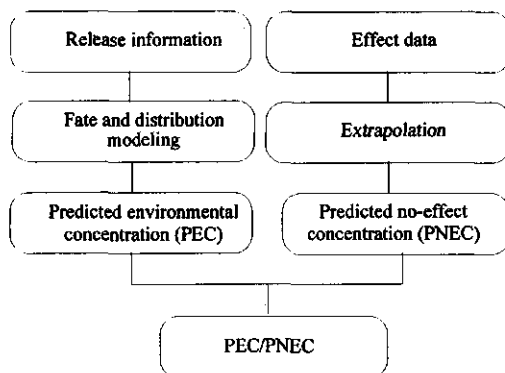 Release information
Effect data
Fate and distribution
modeling
Extrapolation
Predicted environmental
concentration (PEC)
Predicted no-effect
concentration (PNEC)
PEC/PNEC